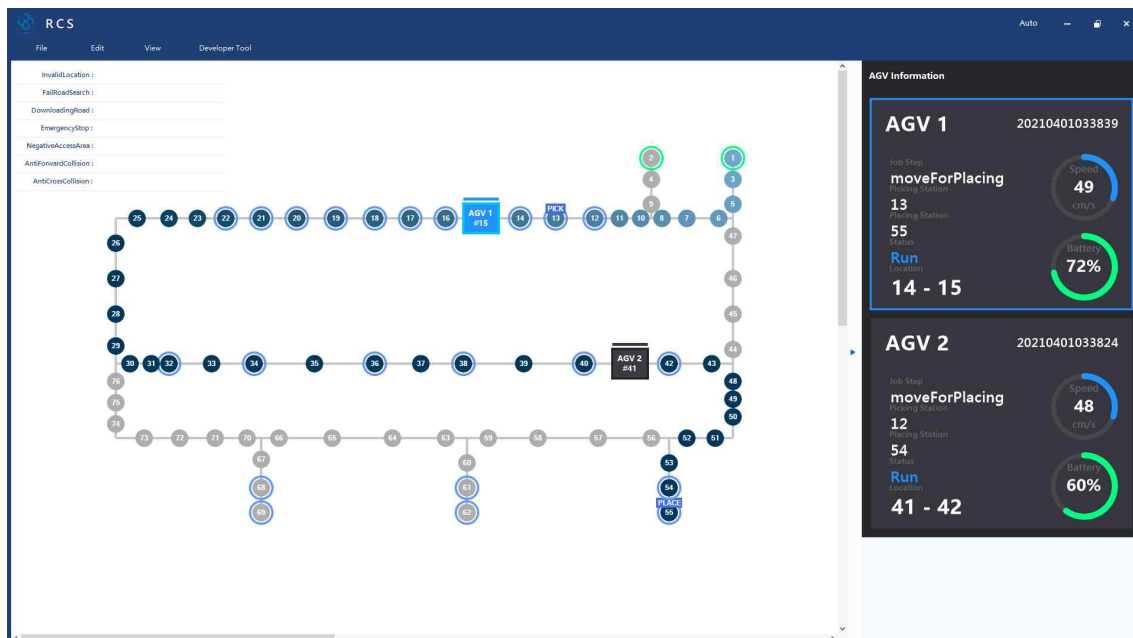 RCS
Auto
File Edit View Developer Tool
InvalidLocation :
FailRoadSearch :
DownloadingRoad :
EmergencyStop :
NegativeAccessArea :
AntiForwardCollision :
AntiCrossCollision :
2 1
4 3
9 5
25 24 23 22 21 20 19 18 17 16 AGV 1 #15 14 PICK 13 12 11 10 8 7 6
26 47
27 46
28 45
29 44
30 31 32 33 34 35 36 37 38 39 40 AGV 2 #41 42 43
76 48
75 49
74 50
73 72 71 70 66 65 64 63 59 58 57 56 52 51
67 60 53
68 61 54
PLACE
69 62 55
AGV Information
AGV 1 20210401033839
Job Step
moveForPlacing
Picking Station
13
Placing Station
55
Status
Run
Location
14 - 15
Speed
49
cm/s
Battery
72%
AGV 2 20210401033824
Job Step
moveForPlacing
Picking Station
12
Placing Station
54
Status
Run
Location
41 - 42
Speed
48
cm/s
Battery
60%